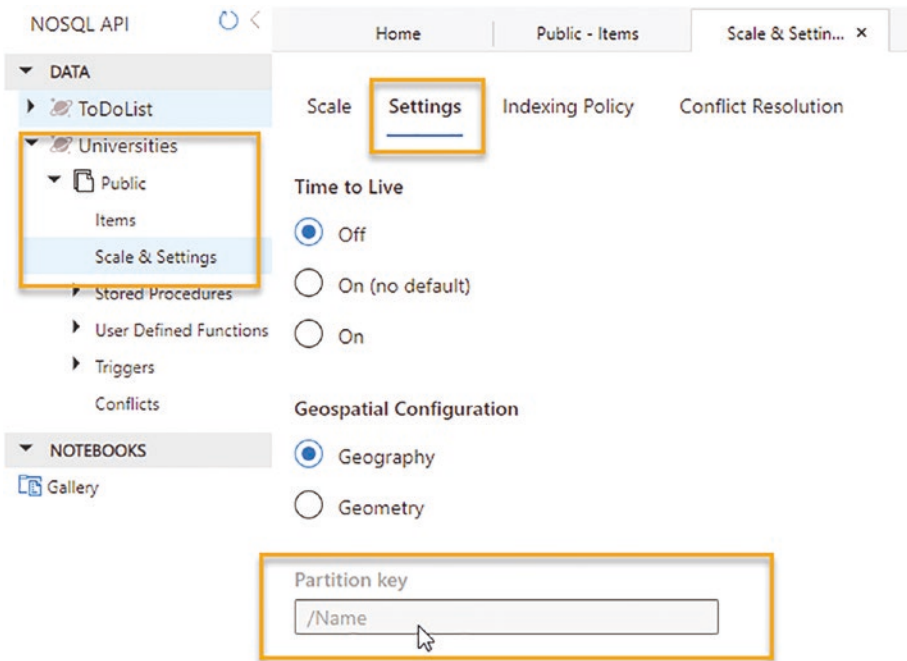 NOSQL API
DATA
ToDoList
Universities
Public
Items
Scale & Settings
Stored Procedures
User Defined Functions
Triggers
Conflicts
NOTEBOOKS
Gallery
Home
Public - Items
Scale & Settin...
Scale
Settings
Indexing Policy
Conflict Resolution
Time to Live
Off
On (no default)
On
Geospatial Configuration
Geography
Geometry
Partition key
/Name